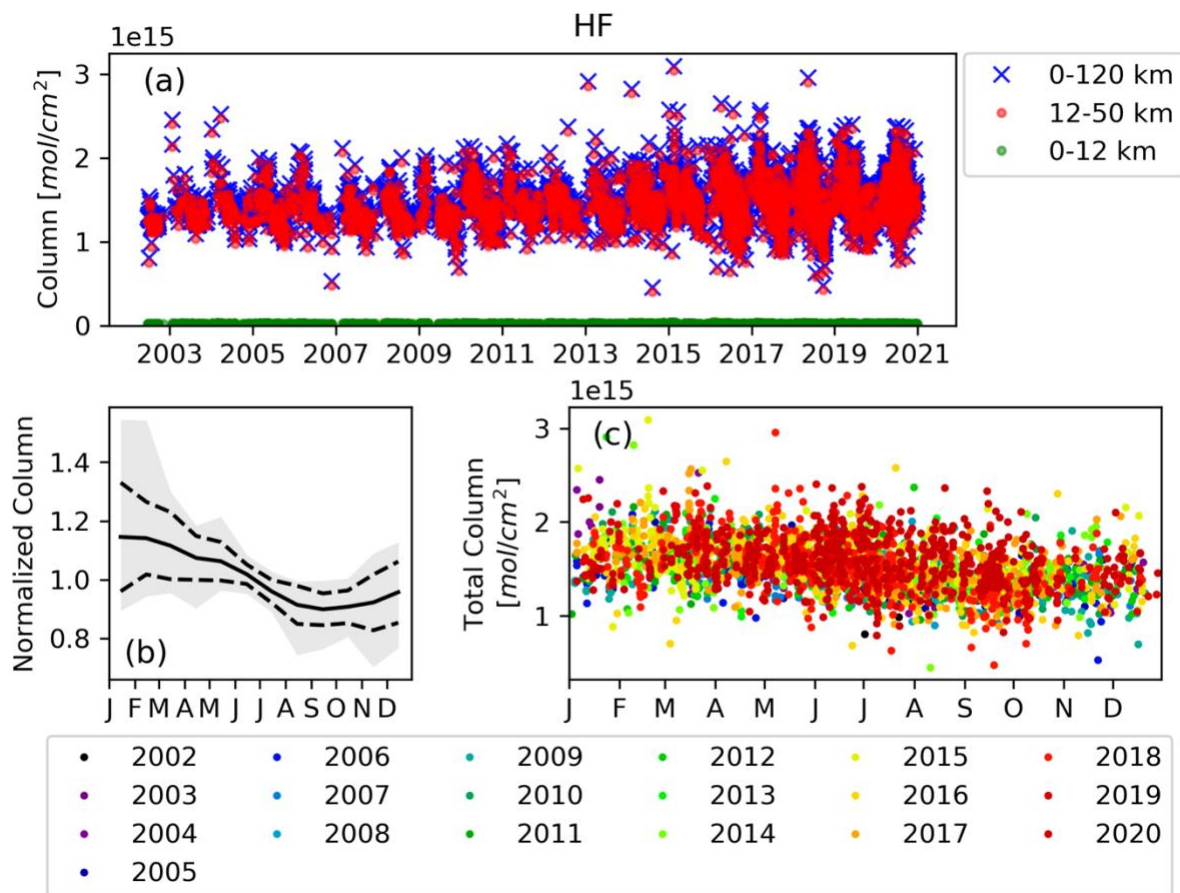 HF
1e15
(a)
Column [mol/cm²]
3
2
1
0
2003 2005 2007 2009 2011 2013 2015 2017 2019 2021
0-120 km
12-50 km
0-12 km
Normalized Column
1.4
1.2
1.0
0.8
(b)
J F M A M J J A S O N D
1e15
(c)
Total Column
[mol/cm²]
3
2
1
J F M A M J J A S O N D
2002 2006 2009 2012 2015 2018
2003 2007 2010 2013 2016 2019
2004 2008 2011 2014 2017 2020
2005